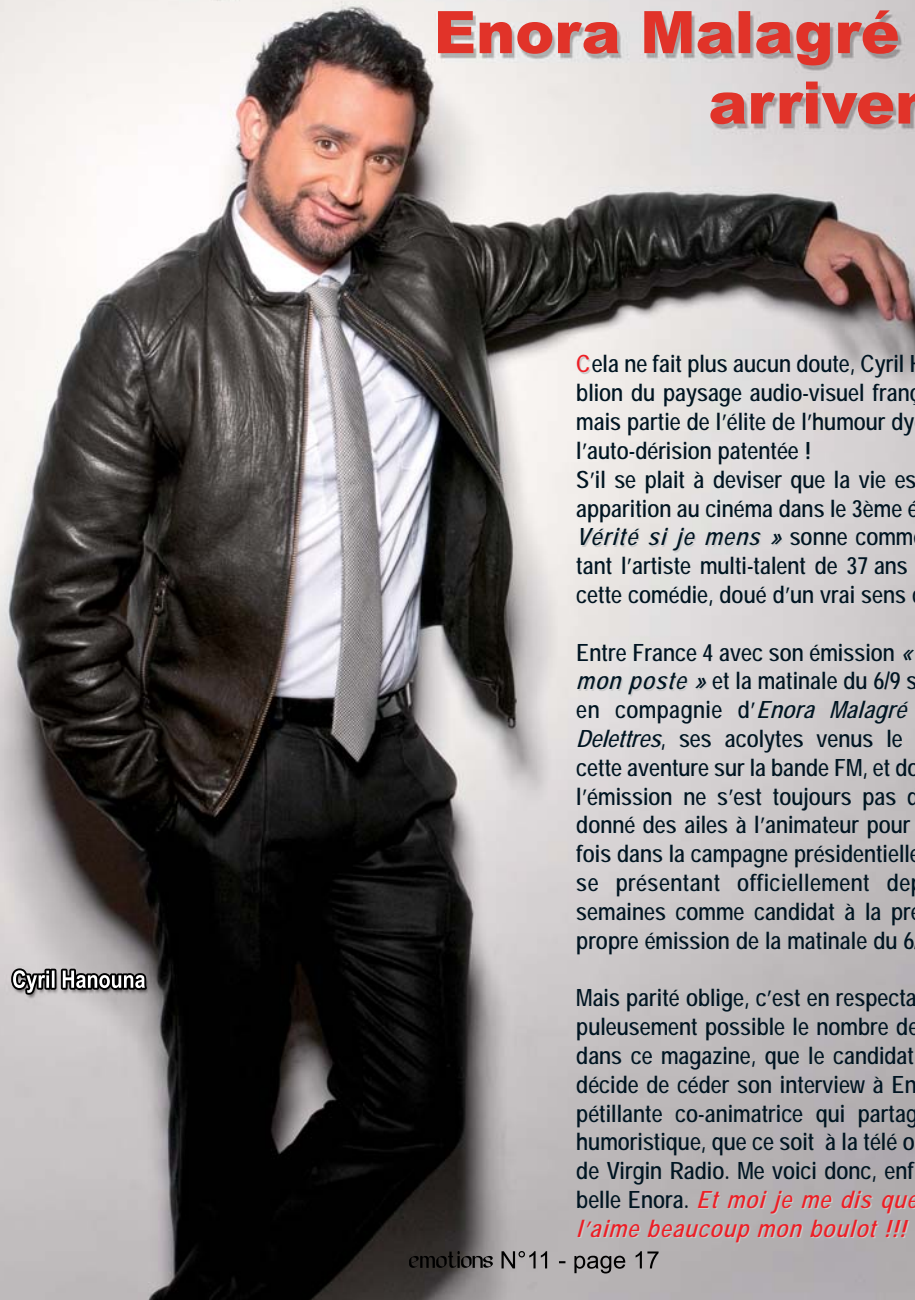 Enora Malagré
arriver
Cela ne fait plus aucun doute, Cyril H
blion du paysage audio-visuel franç
mais partie de l'élite de l'humour dy
l'auto-dérision patentée !
S'il se plait à deviser que la vie es
apparition au cinéma dans le 3ème é
Vérité si je mens » sonne comme
tant l'artiste multi-talent de 37 ans
cette comédie, doué d'un vrai sens d
Entre France 4 avec son émission «
mon poste » et la matinale du 6/9 s
en compagnie d'Enora Malagré
Delettres, ses acolytes venus le
cette aventure sur la bande FM, et do
l'émission ne s'est toujours pas d
donné des ailes à l'animateur pour
fois dans la campagne présidentielle
se présentant officiellement dep
semaines comme candidat à la pré
propre émission de la matinale du 6/
Cyril Hanouna
Mais parité oblige, c'est en respecta
puleusement possible le nombre de
dans ce magazine, que le candidat
décide de céder son interview à En
pétillante co-animatrice qui partag
humoristique, que ce soit à la télé o
de Virgin Radio. Me voici donc, enf
belle Enora. Et moi je me dis que
l'aime beaucoup mon boulot !!!
emotions N°11 - page 17